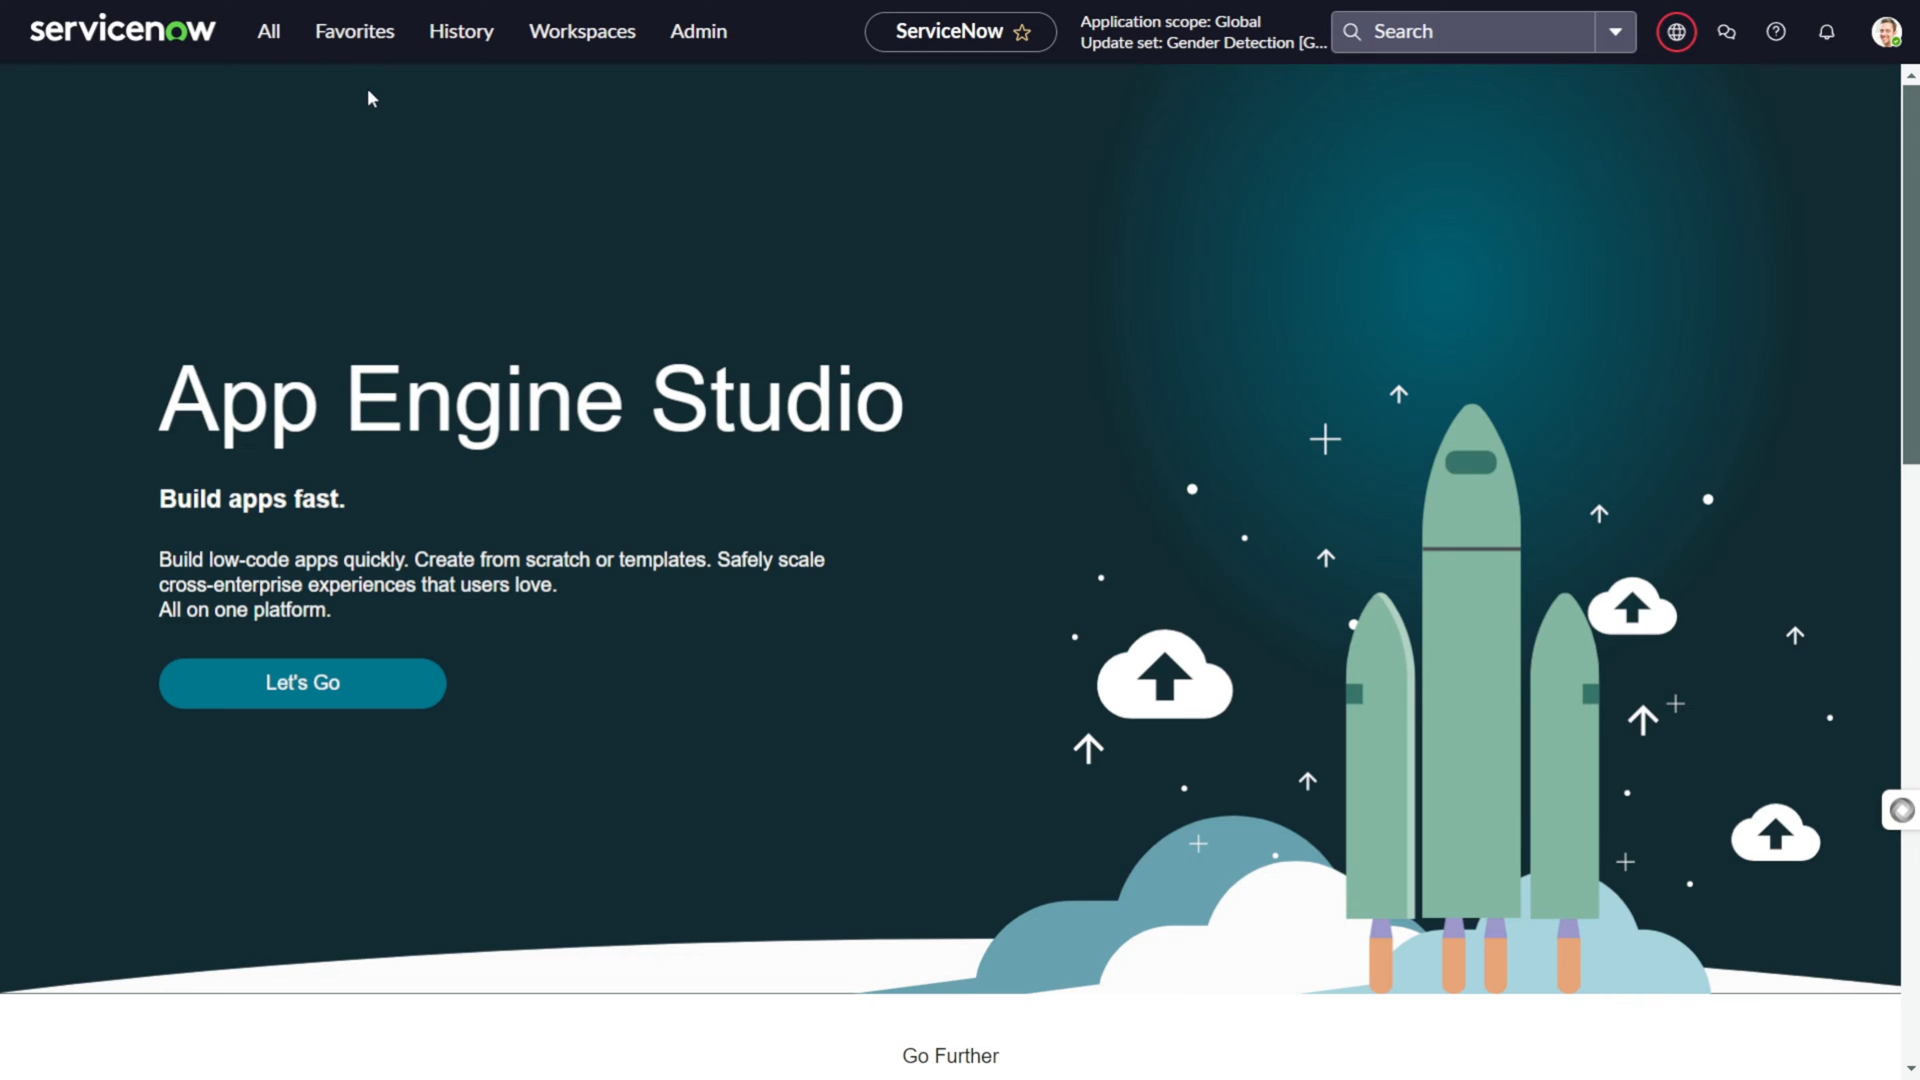 servicenow
All
Favorites
History
Workspaces
Admin
ServiceNow
Application scope: Global
Update set: Gender Detection [G...
Search
App Engine Studio
Build apps fast.
Build low-code apps quickly. Create from scratch or templates. Safely scale
cross-enterprise experiences that users love.
All on one platform.
Let's Go
Go Further